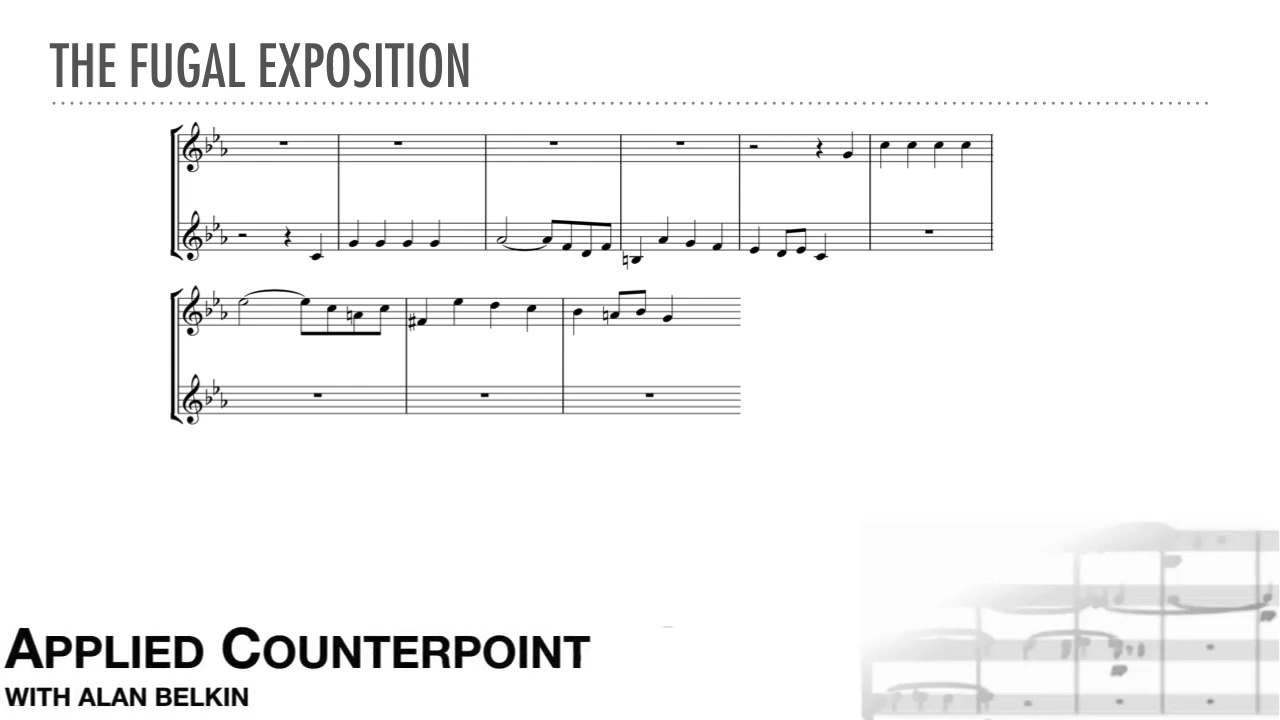 THE FUGAL EXPOSITION
APPLIED COUNTERPOINT
WITH ALAN BELKIN